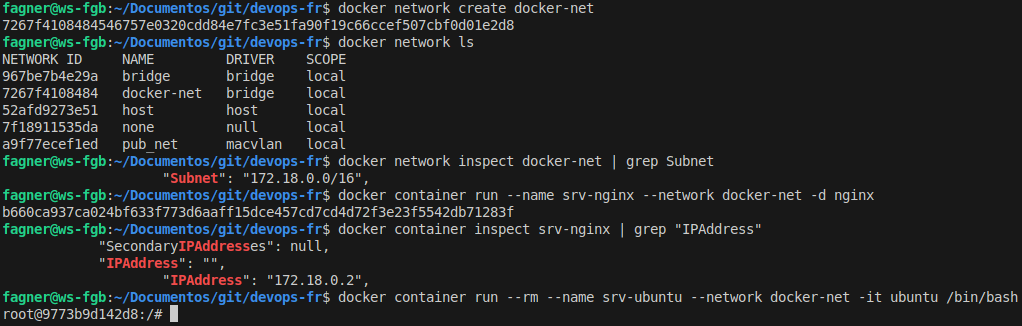 fagner@ws-fgb:~/Documentos/git/devops-fr$ docker network create docker-net
7267f4108484546757e0320cdd84e7fc3e51fa90f19c66ccef507cbf0d01e2d8
fagner@ws-fgb:~/Documentos/git/devops-fr$ docker network ls
NETWORK ID     NAME         DRIVER    SCOPE
967be7b4e29a   bridge       bridge    local
7267f4108484   docker-net   bridge    local
52afd9273e51   host         host      local
7f18911535da   none         null      local
a9f77ecef1ed   pub_net      macvlan   local
fagner@ws-fgb:~/Documentos/git/devops-fr$ docker network inspect docker-net | grep Subnet
                    "Subnet": "172.18.0.0/16",
fagner@ws-fgb:~/Documentos/git/devops-fr$ docker container run --name srv-nginx --network docker-net -d nginx
b660ca937ca024bf633f773d6aaff15dce457cd7cd4d72f3e23f5542db71283f
fagner@ws-fgb:~/Documentos/git/devops-fr$ docker container inspect srv-nginx | grep "IPAddress"
            "SecondaryIPAddresses": null,
            "IPAddress": "",
                    "IPAddress": "172.18.0.2",
fagner@ws-fgb:~/Documentos/git/devops-fr$ docker container run --rm --name srv-ubuntu --network docker-net -it ubuntu /bin/bash
root@9773b9d142d8:/#